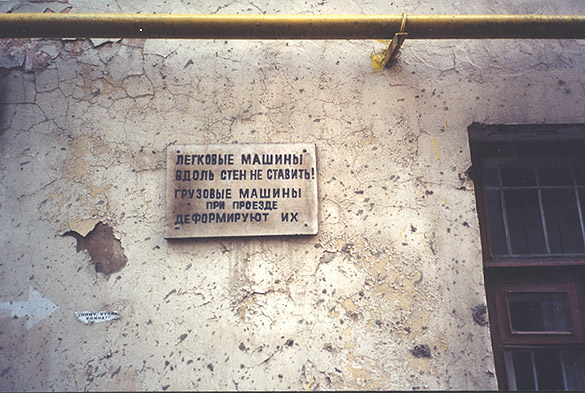 ЛЕГКОВЫЕ МАШИНЫ
ВДОЛЬ СТЕН НЕ СТАВИТЬ!
ГРУЗОВЫЕ МАШИНЫ
ПРИ ПРОЕЗДЕ
ДЕФОРМИРУЮТ ИХ